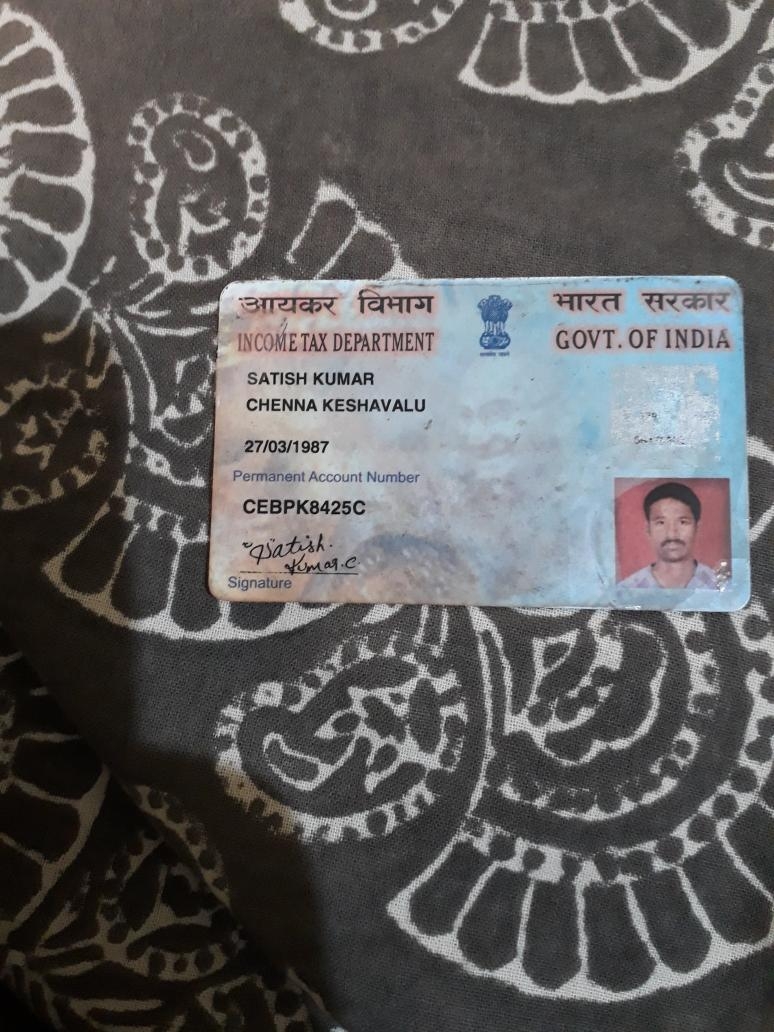 आयकर विभाग
INCOME TAX DEPARTMENT
भारत सरकार
GOVT. OF INDIA
SATISH KUMAR
CHENNA KESHAVALU
27/03/1987
Permanent Account Number
CEBPK8425C
Satish.
Kumar.C.
Signature